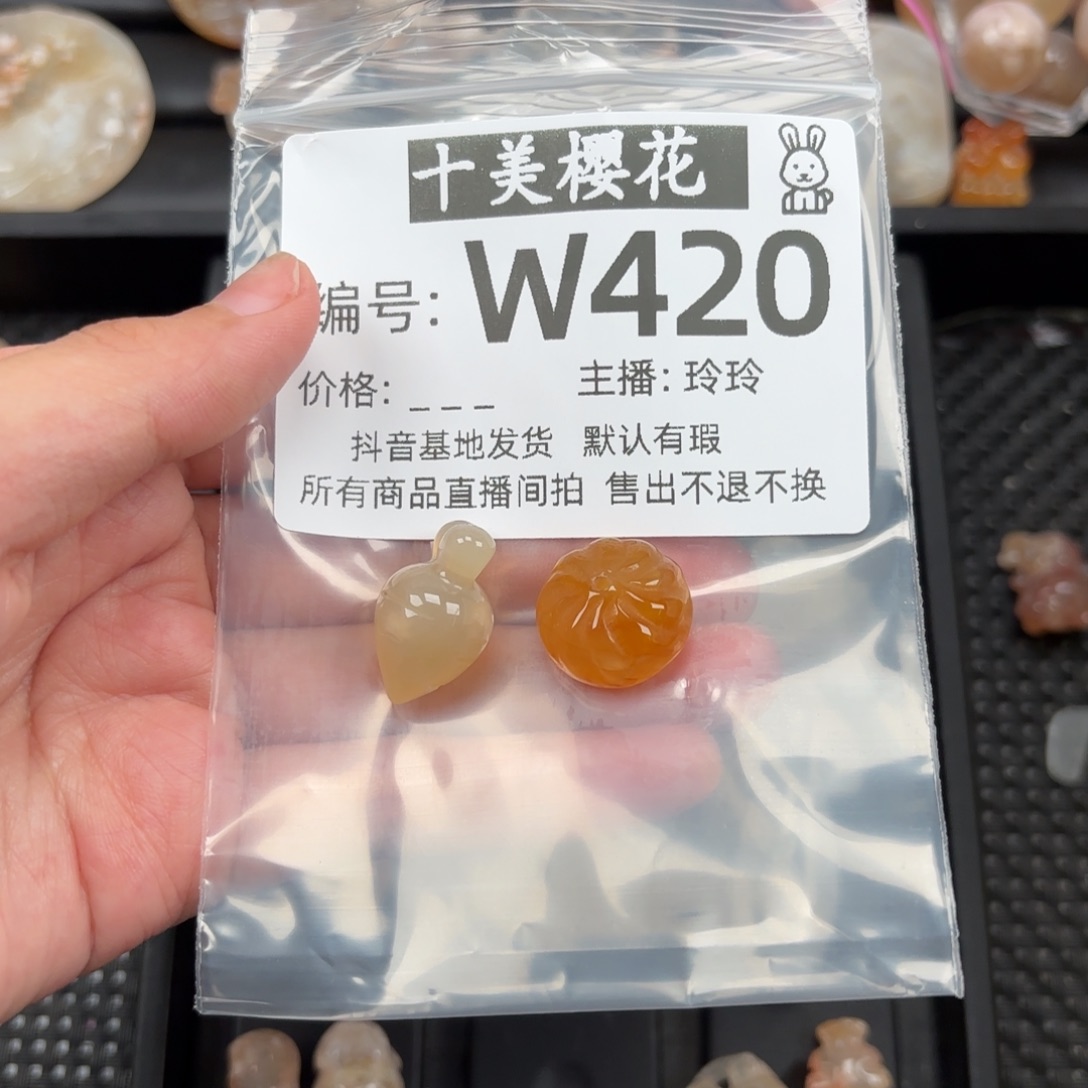 十美樱花
编号: W420
价格: _ _ _ 主播: 玲玲
抖音基地发货 默认有瑕
所有商品直播间拍 售出不退不换